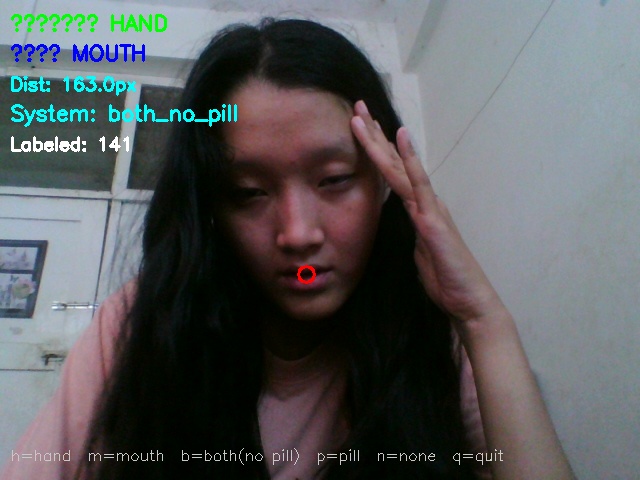 ??????? HAND
???? MOUTH
Dist: 163.0px
System: both_no_pill
Labeled: 141
h=hand m=mouth b=both(no pill) p=pill n=none q=quit